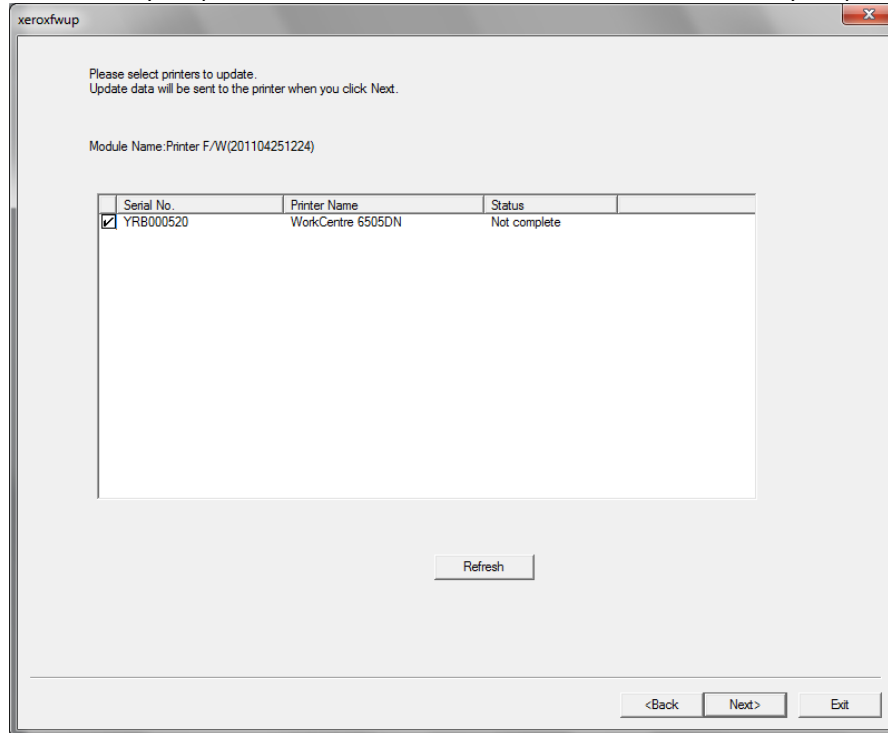 xeroxfwup
Please select printers to update.
Update data will be sent to the printer when you click Next.
Module Name:Printer F/W(201104251224)
Serial No. Printer Name Status
YRB000520 WorkCentre 6505DN Not complete
Refresh
<Back Next> Exit